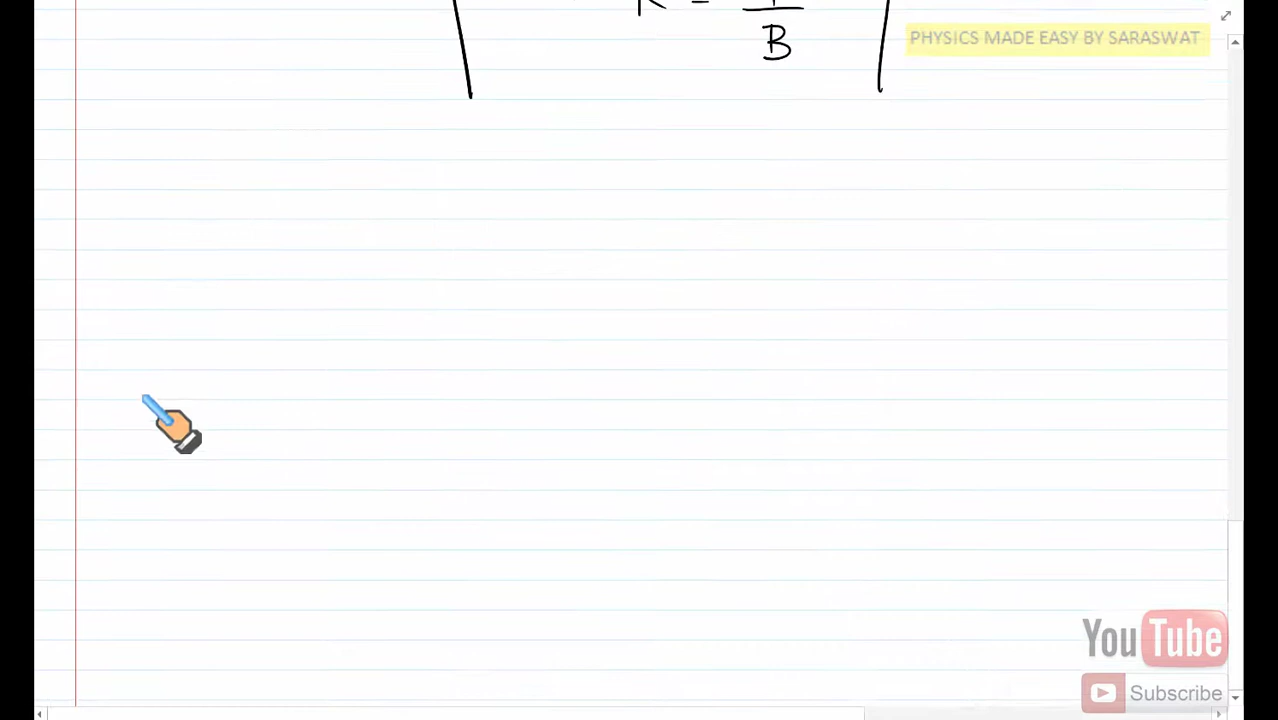 K =
B
PHYSICS MADE EASY BY SARASWAT
YouTube
Subscribe